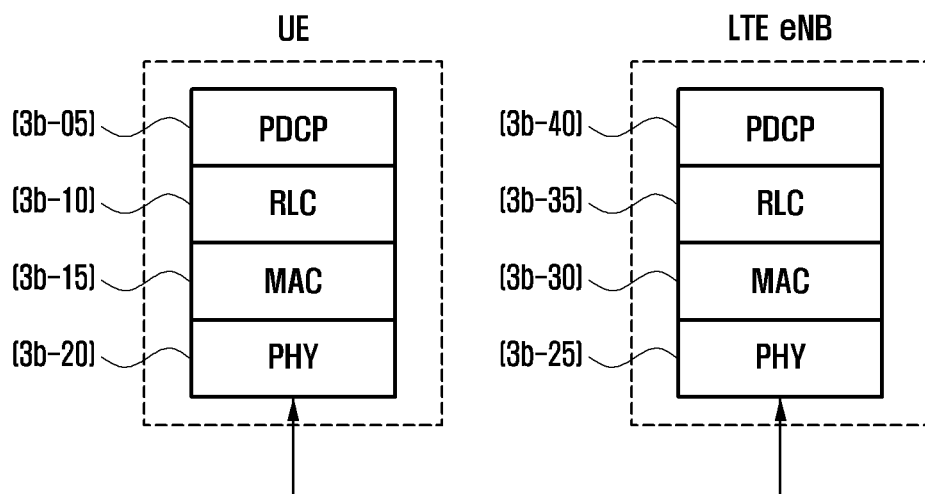 UE
LTE eNB
(3b-05) PDCP
(3b-10) RLC
(3b-15) MAC
(3b-20) PHY
(3b-40) PDCP
(3b-35) RLC
(3b-30) MAC
(3b-25) PHY